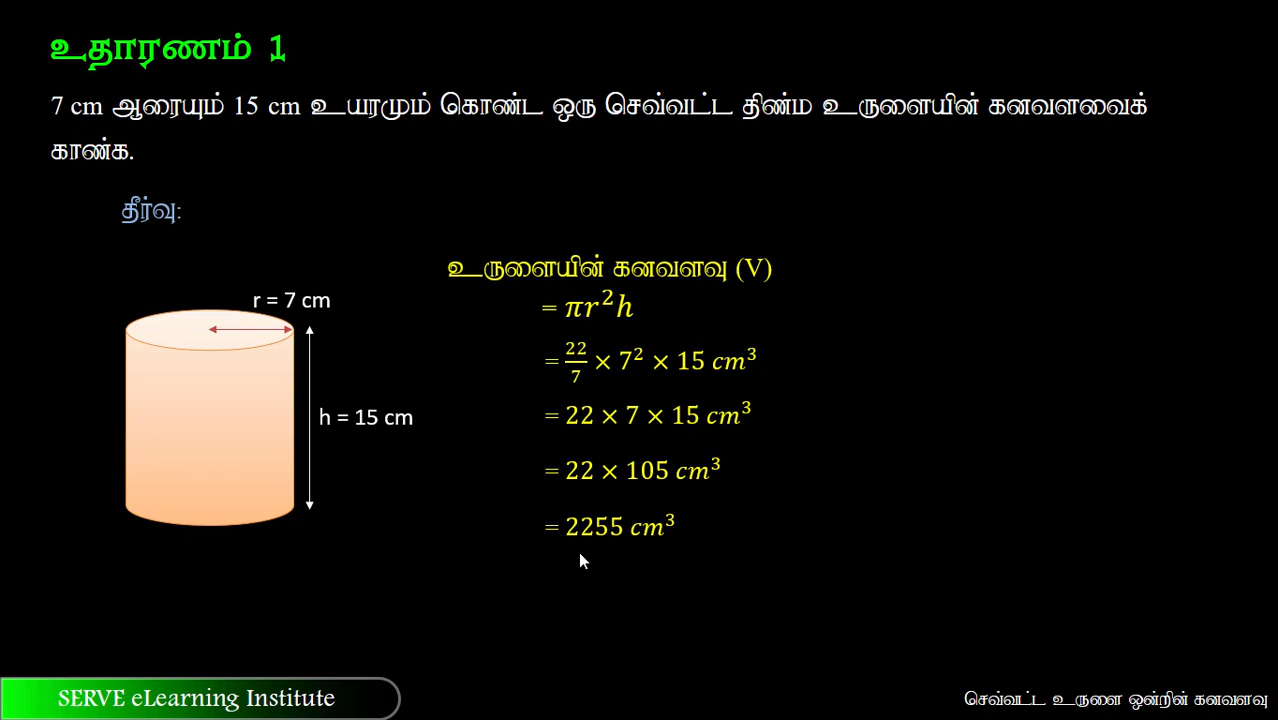 உதாரணம் 1
7 cm ஆரையும் 15 cm உயரமும் கொண்ட ஒரு செவ்வட்ட திண்ம உருளையின் கனவளவைக்
காண்க.
தீர்வு:
உருளையின் கனவளவு (V)
r = 7 cm
= πr²h
= 22/7 × 7² × 15 cm³
h = 15 cm
= 22 × 7 × 15 cm³
= 22 × 105 cm³
= 2255 cm³
SERVE eLearning Institute
செவ்வட்ட உருளை ஒன்றின் கனவளவு